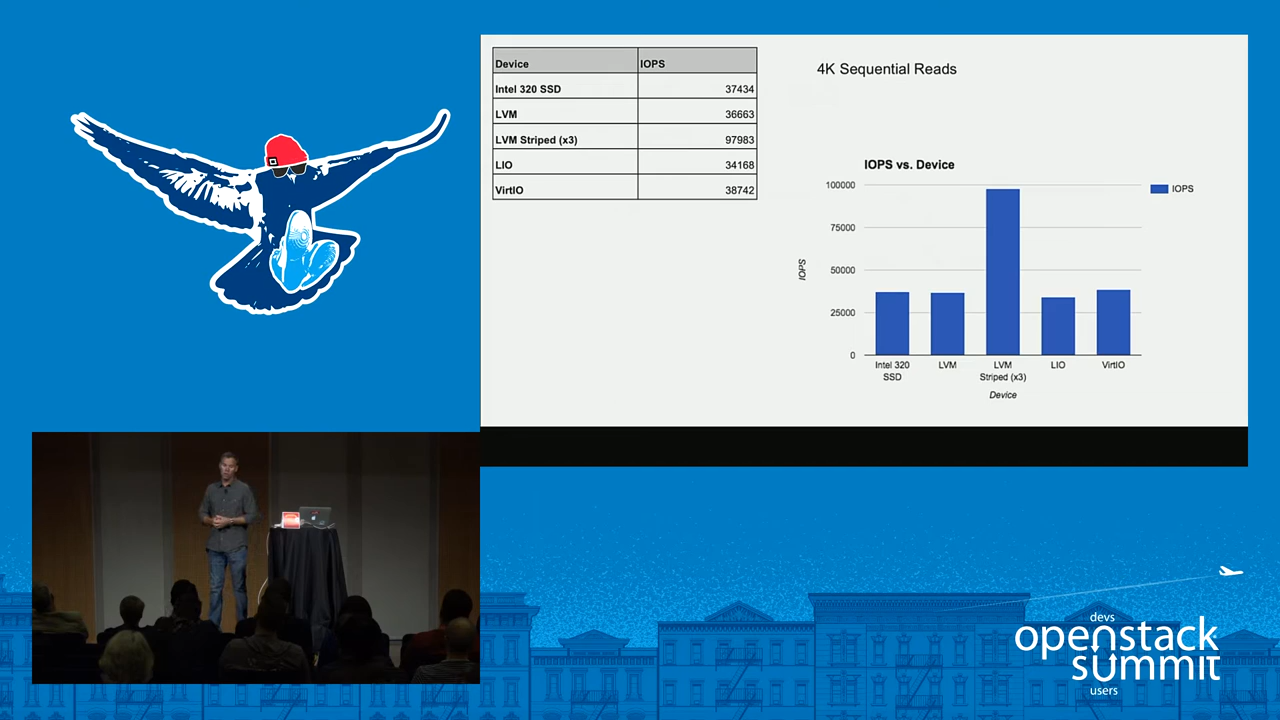 Device IOPS
Intel 320 SSD 37434
LVM 36663
LVM Striped (x3) 97983
LIO 34168
VirtIO 38742
4K Sequential Reads
IOPS vs. Device
100000
75000
50000
25000
0
IOPS
Intel 320
SSD
LVM
LVM
Striped (x3)
LIO
VirtIO
Device
IOPS
devs
openstack
summit
users